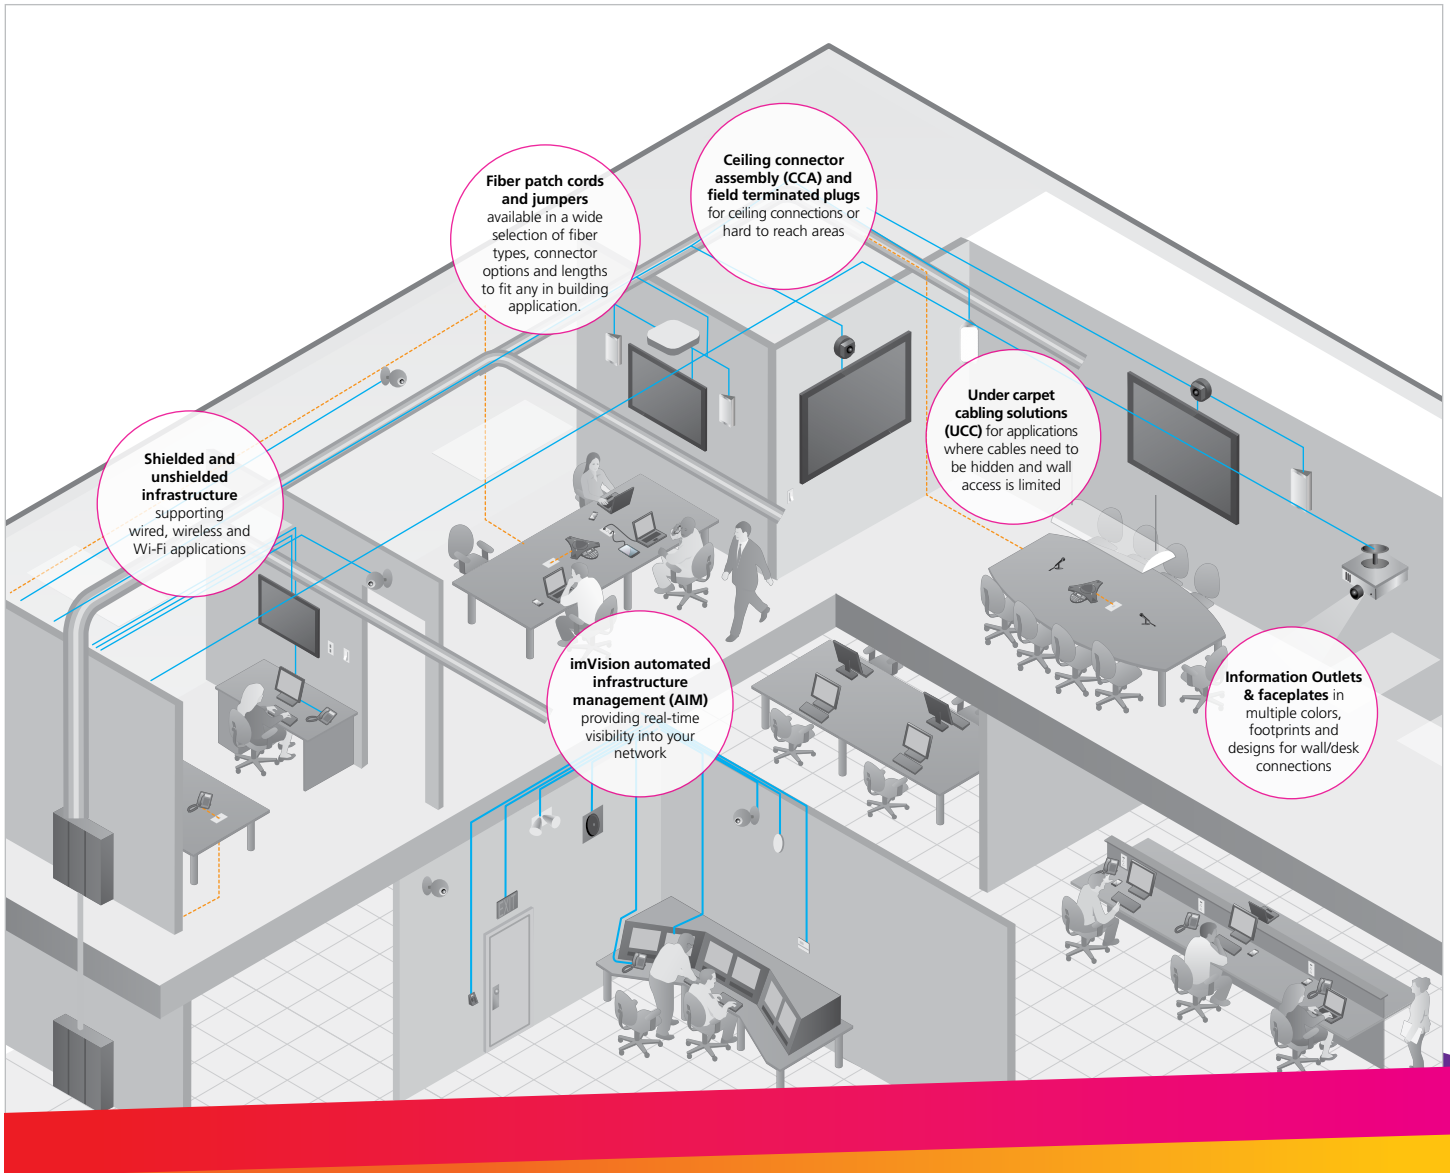 Ceiling connector
assembly (CCA) and
field terminated plugs
for ceiling connections or
hard to reach areas
Fiber patch cords
and jumpers
available in a wide
selection of fiber
types, connector
options and lengths
to fit any in building
application.
Under carpet
cabling solutions
(UCC) for applications
where cables need to
be hidden and wall
access is limited
Shielded and
unshielded
infrastructure
supporting
wired, wireless and
Wi-Fi applications
imVision automated
infrastructure
management (AIM)
providing real-time
visibility into your
network
Information Outlets
& faceplates in
multiple colors,
footprints and
designs for wall/desk
connections
EXIT